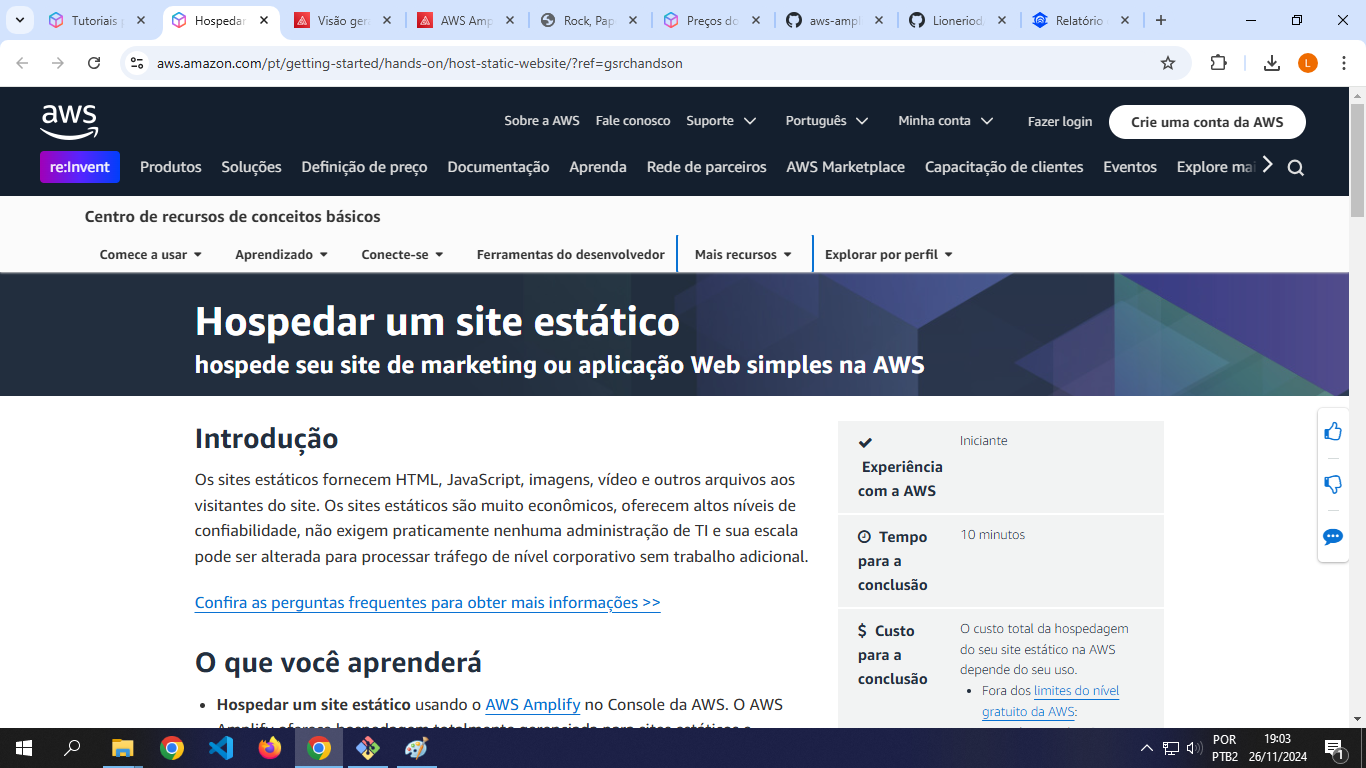 Tutoriais
Hospedar
Visão ger
AWS Amp
Rock, Pap
Preços do
aws-ampl
Lionerod
Relatório
aws.amazon.com/pt/getting-started/hands-on/host-static-website/?ref=gsrchandson
L
aws
Sobre a AWS Fale conosco Suporte Português Minha conta Fazer login Crie uma conta da AWS
re:Invent Produtos Soluções Definição de preço Documentação Aprenda Rede de parceiros AWS Marketplace Capacitação de clientes Eventos Explore mai
Centro de recursos de conceitos básicos
Comece a usar Aprendizado Conecte-se Ferramentas do desenvolvedor Mais recursos Explorar por perfil
Hospedar um site estático
hospede seu site de marketing ou aplicação Web simples na AWS
Introdução
Os sites estáticos fornecem HTML, JavaScript, imagens, vídeo e outros arquivos aos
visitantes do site. Os sites estáticos são muito econômicos, oferecem altos níveis de
confiabilidade, não exigem praticamente nenhuma administração de TI e sua escala
pode ser alterada para processar tráfego de nível corporativo sem trabalho adicional.
Confira as perguntas frequentes para obter mais informações >>
O que você aprenderá
• Hospedar um site estático usando o AWS Amplify no Console da AWS. O AWS
Experiência
com a AWS
Iniciante
Tempo
para a
conclusão
10 minutos
$ Custo
para a
conclusão
O custo total da hospedagem
do seu site estático na AWS
depende do seu uso.
• Fora dos limites do nível
gratuito da AWS:
POR
PTB2
19:03
26/11/2024
1